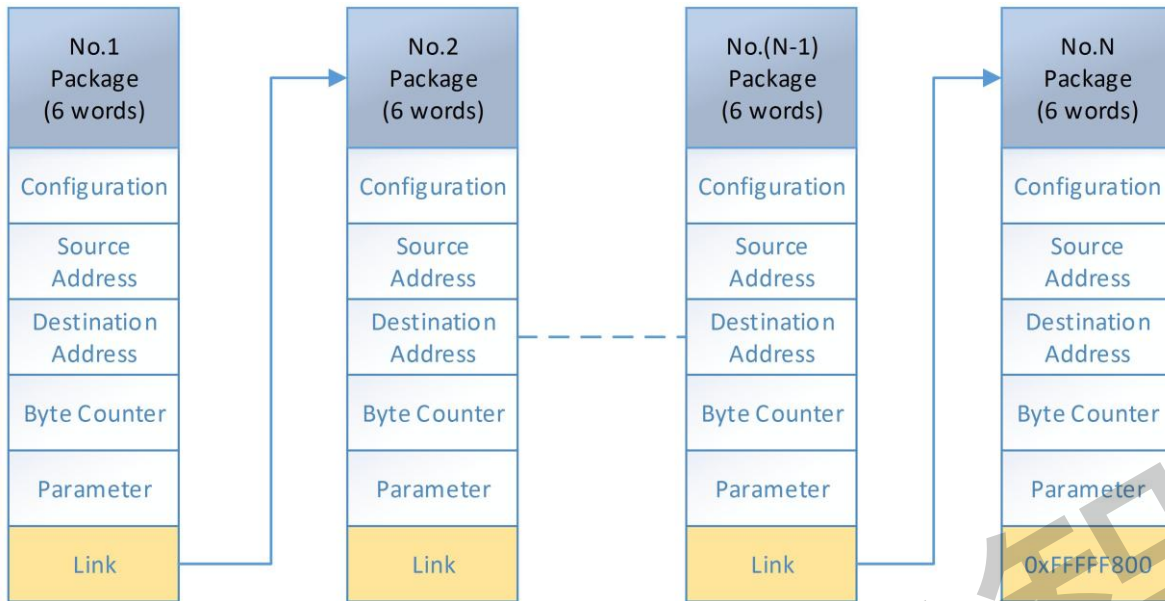 No.1
Package
(6 words)
Configuration
Source
Address
Destination
Address
Byte Counter
Parameter
Link
No.2
Package
(6 words)
Configuration
Source
Address
Destination
Address
Byte Counter
Parameter
Link
No.(N-1)
Package
(6 words)
Configuration
Source
Address
Destination
Address
Byte Counter
Parameter
Link
No.N
Package
(6 words)
Configuration
Source
Address
Destination
Address
Byte Counter
Parameter
0xFFFFF800